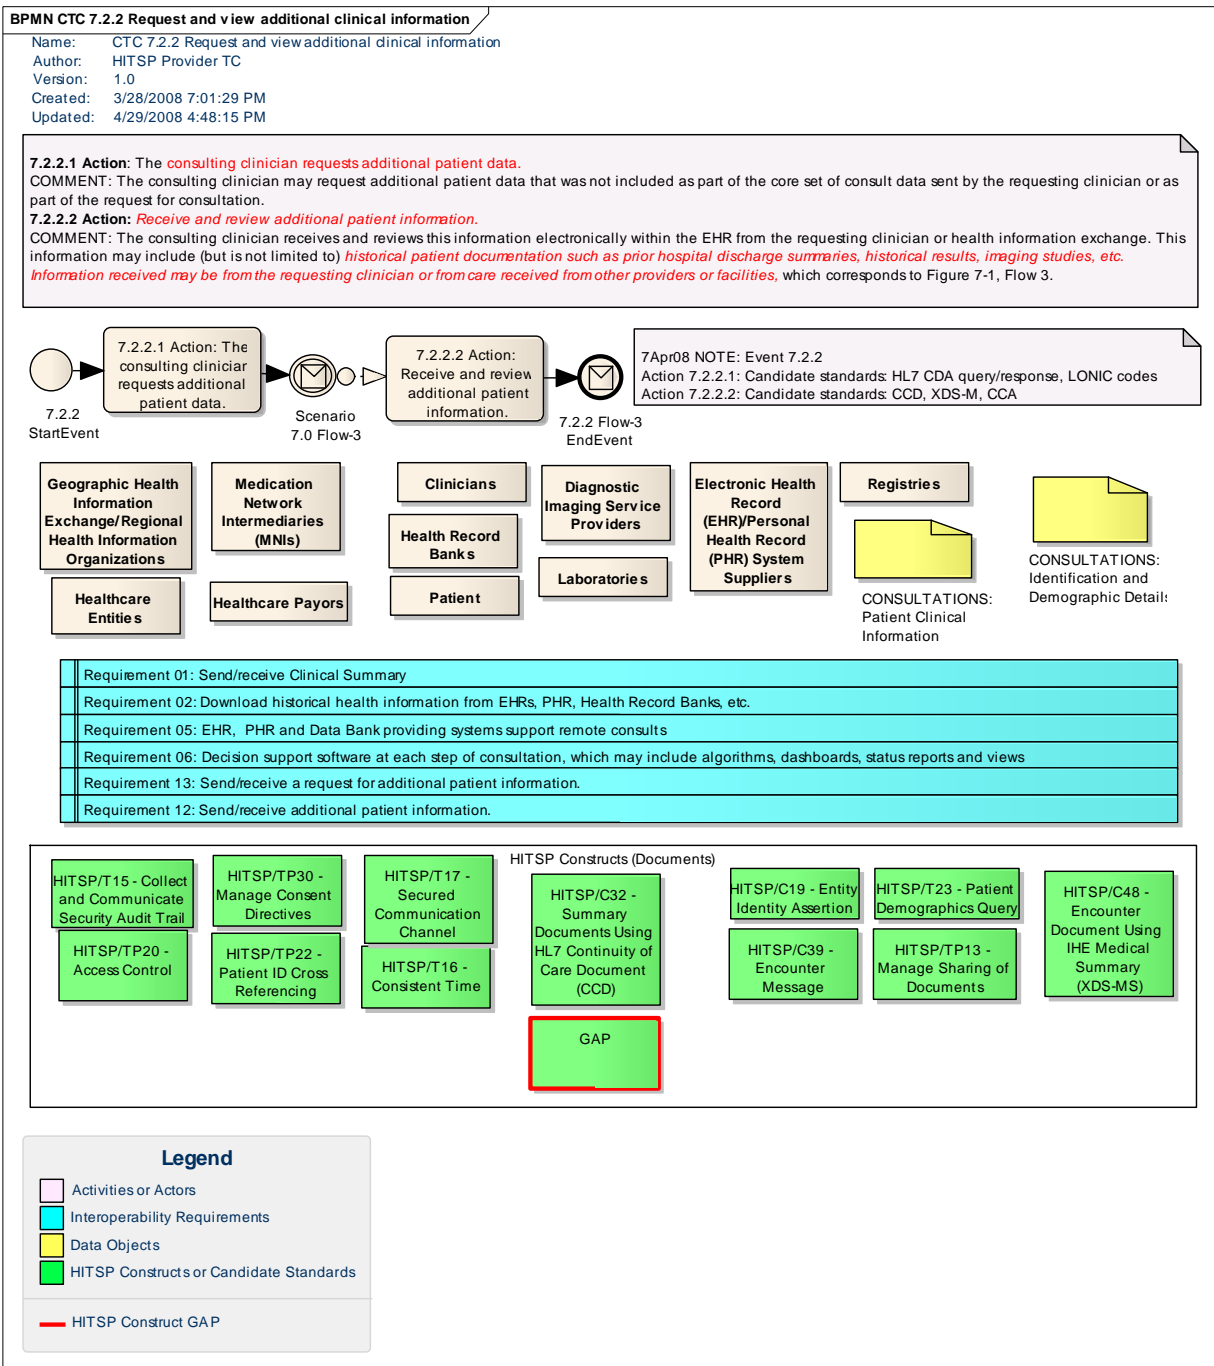 BPMN CTC 7.2.2 Request and view additional clinical information
Name: CTC 7.2.2 Request and view additional clinical information
Author: HITSP Provider TC
Version: 1.0
Created: 3/28/2008 7:01:29 PM
Updated: 4/29/2008 4:48:15 PM
7.2.2.1 Action: The consulting clinician requests additional patient data.
COMMENT: The consulting clinician may request additional patient data that was not included as part of the core set of consult data sent by the requesting clinician or as
part of the request for consultation.
7.2.2.2 Action: Receive and review additional patient information.
COMMENT: The consulting clinician receives and reviews this information electronically within the EHR from the requesting clinician or health information exchange. This
information may include (but is not limited to) historical patient documentation such as prior hospital discharge summaries, historical results, imaging studies, etc.
Information received may be from the requesting clinician or from care received from other providers or facilities, which corresponds to Figure 7-1, Flow 3.
7.2.2
StartEvent
7.2.2.1 Action: The
consulting clinician
requests additional
patient data.
Scenario
7.0 Flow-3
7.2.2.2 Action:
Receive and review
additional patient
information.
7.2.2 Flow-3
EndEvent
7Apr08 NOTE: Event 7.2.2
Action 7.2.2.1: Candidate standards: HL7 CDA query/response, LONIC codes
Action 7.2.2.2: Candidate standards: CCD, XDS-M, CCA
Geographic Health
Information
Exchange/Regional
Health Information
Organizations
Medication
Network
Intermediaries
(MNIs)
Clinicians
Health Record
Banks
Patient
Diagnostic
Imaging Service
Providers
Laboratories
Electronic Health
Record
(EHR)/Personal
Health Record
(PHR) System
Suppliers
Registries
CONSULTATIONS:
Patient Clinical
Information
CONSULTATIONS:
Identification and
Demographic Details
Healthcare
Entities
Healthcare Payors
Requirement 01: Send/receive Clinical Summary
Requirement 02: Download historical health information from EHRs, PHR, Health Record Banks, etc.
Requirement 05: EHR, PHR and Data Bank providing systems support remote consults
Requirement 06: Decision support software at each step of consultation, which may include algorithms, dashboards, status reports and views
Requirement 13: Send/receive a request for additional patient information.
Requirement 12: Send/receive additional patient information.
HITSP Constructs (Documents)
HITSP/T15 - Collect
and Communicate
Security Audit Trail
HITSP/TP30 -
Manage Consent
Directives
HITSP/T17 -
Secured
Communication
Channel
HITSP/C32 -
Summary
Documents Using
HL7 Continuity of
Care Document
(CCD)
HITSP/C19 - Entity
Identity Assertion
HITSP/T23 - Patient
Demographics Query
HITSP/C48 -
Encounter
Document Using
IHE Medical
Summary
(XDS-MS)
HITSP/TP20 -
Access Control
HITSP/TP22 -
Patient ID Cross
Referencing
HITSP/T16 -
Consistent Time
HITSP/C39 -
Encounter
Message
HITSP/TP13 -
Manage Sharing of
Documents
GAP
Legend
Activities or Actors
Interoperability Requirements
Data Objects
HITSP Constructs or Candidate Standards
HITSP Construct GAP